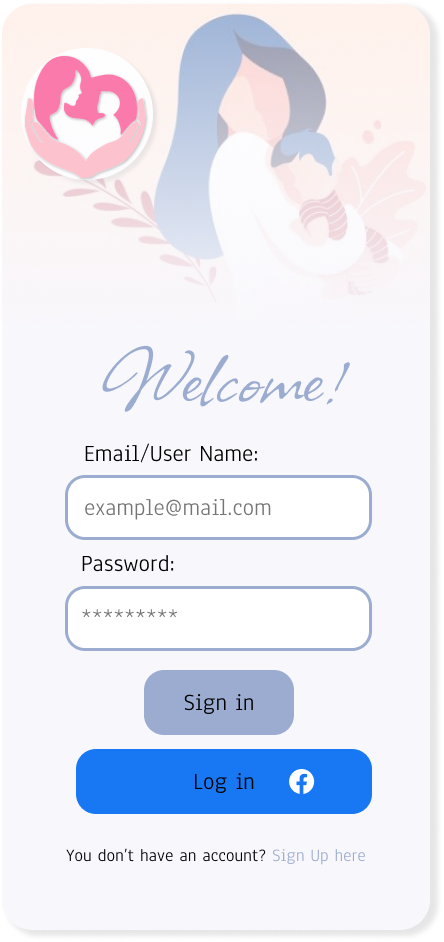 Welcome!
Email/User Name:
example@mail.com
Password:
*********
Sign in
Log in
You don't have an account? Sign Up here